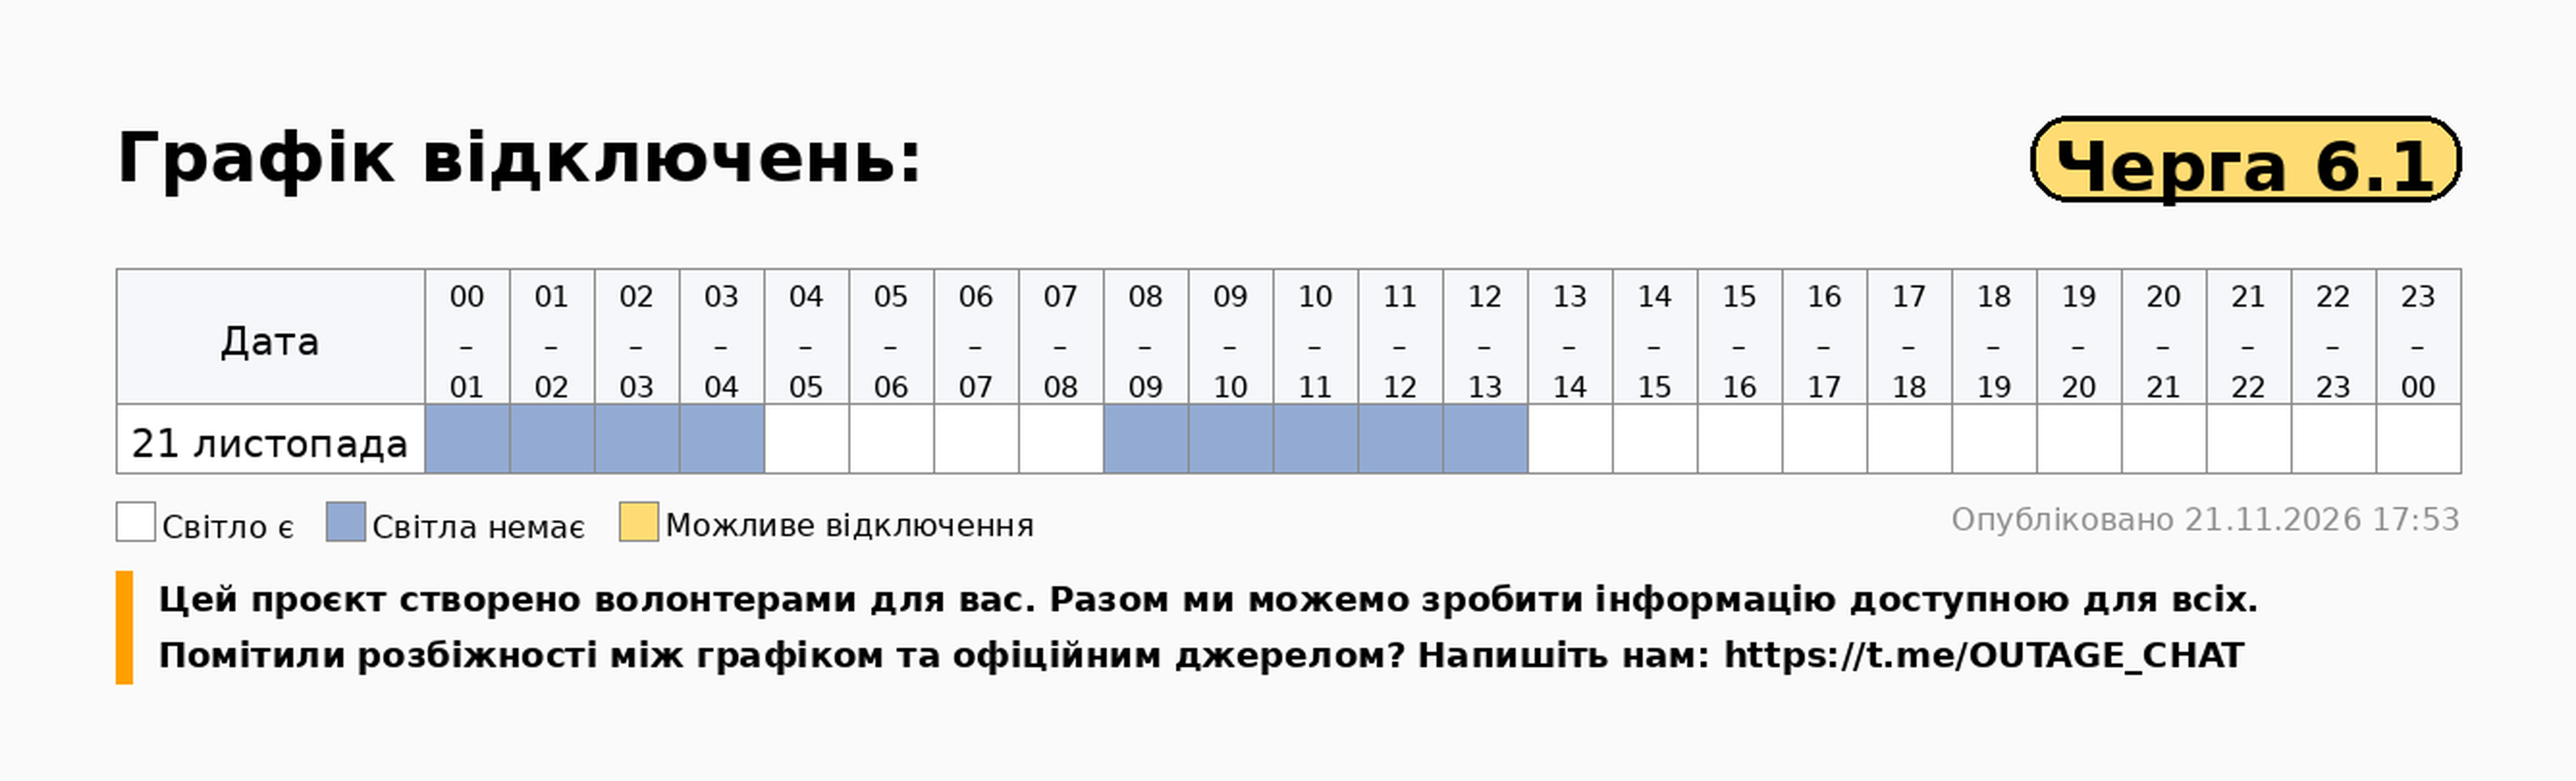 Графік відключень:
Черга 6.1
Дата 00 – 01 01 – 02 02 – 03 03 – 04 04 – 05 05 – 06 06 – 07 07 – 08 08 – 09 09 – 10 10 – 11 11 – 12 12 – 13 13 – 14 14 – 15 15 – 16 16 – 17 17 – 18 18 – 19 19 – 20 20 – 21 21 – 22 22 – 23 23 – 00
21 листопада
Світло є Світла немає Можливе відключення
Опубліковано 21.11.2026 17:53
Цей проєкт створено волонтерами для вас. Разом ми можемо зробити інформацію доступною для всіх.
Помітили розбіжності між графіком та офіційним джерелом? Напишіть нам: https://t.me/OUTAGE_CHAT